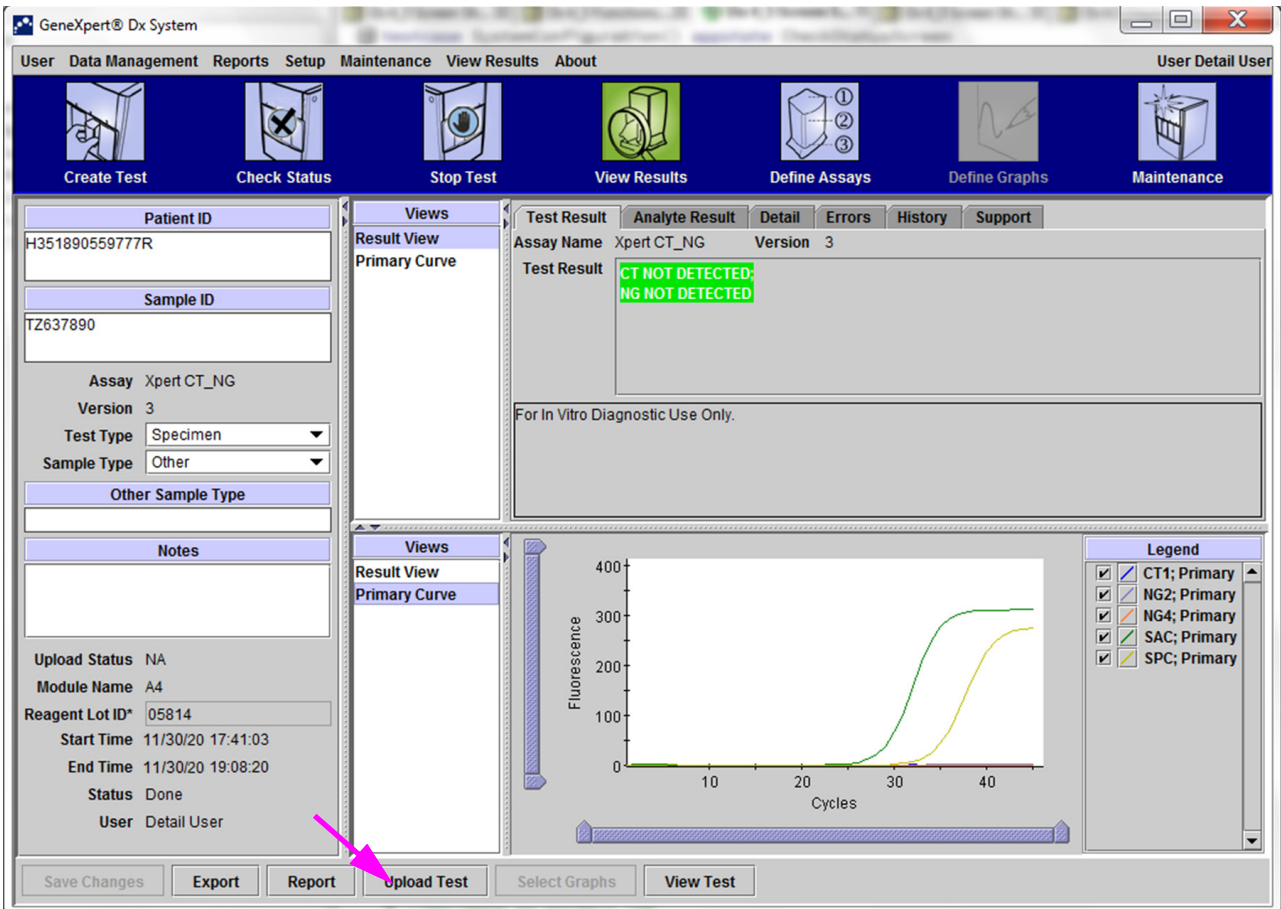 GeneXpert® Dx System
User Data Management Reports Setup Maintenance View Results About User Detail User
Create Test Check Status Stop Test View Results Define Assays Define Graphs Maintenance
Patient ID
H351890559777R
Sample ID
TZ637890
Assay Xpert CT_NG
Version 3
Test Type Specimen
Sample Type Other
Other Sample Type
Notes
Upload Status NA
Module Name A4
Reagent Lot ID* 05814
Start Time 11/30/20 17:41:03
End Time 11/30/20 19:08:20
Status Done
User Detail User
Views
Result View
Primary Curve
Test Result Analyte Result Detail Errors History Support
Assay Name Xpert CT_NG Version 3
Test Result CT NOT DETECTED;
NG NOT DETECTED
For In Vitro Diagnostic Use Only.
Views
Result View
Primary Curve
400
300
200
100
0
Fluorescence
10 20 30 40
Cycles
Legend
CT1; Primary
NG2; Primary
NG4; Primary
SAC; Primary
SPC; Primary
Save Changes Export Report Upload Test Select Graphs View Test